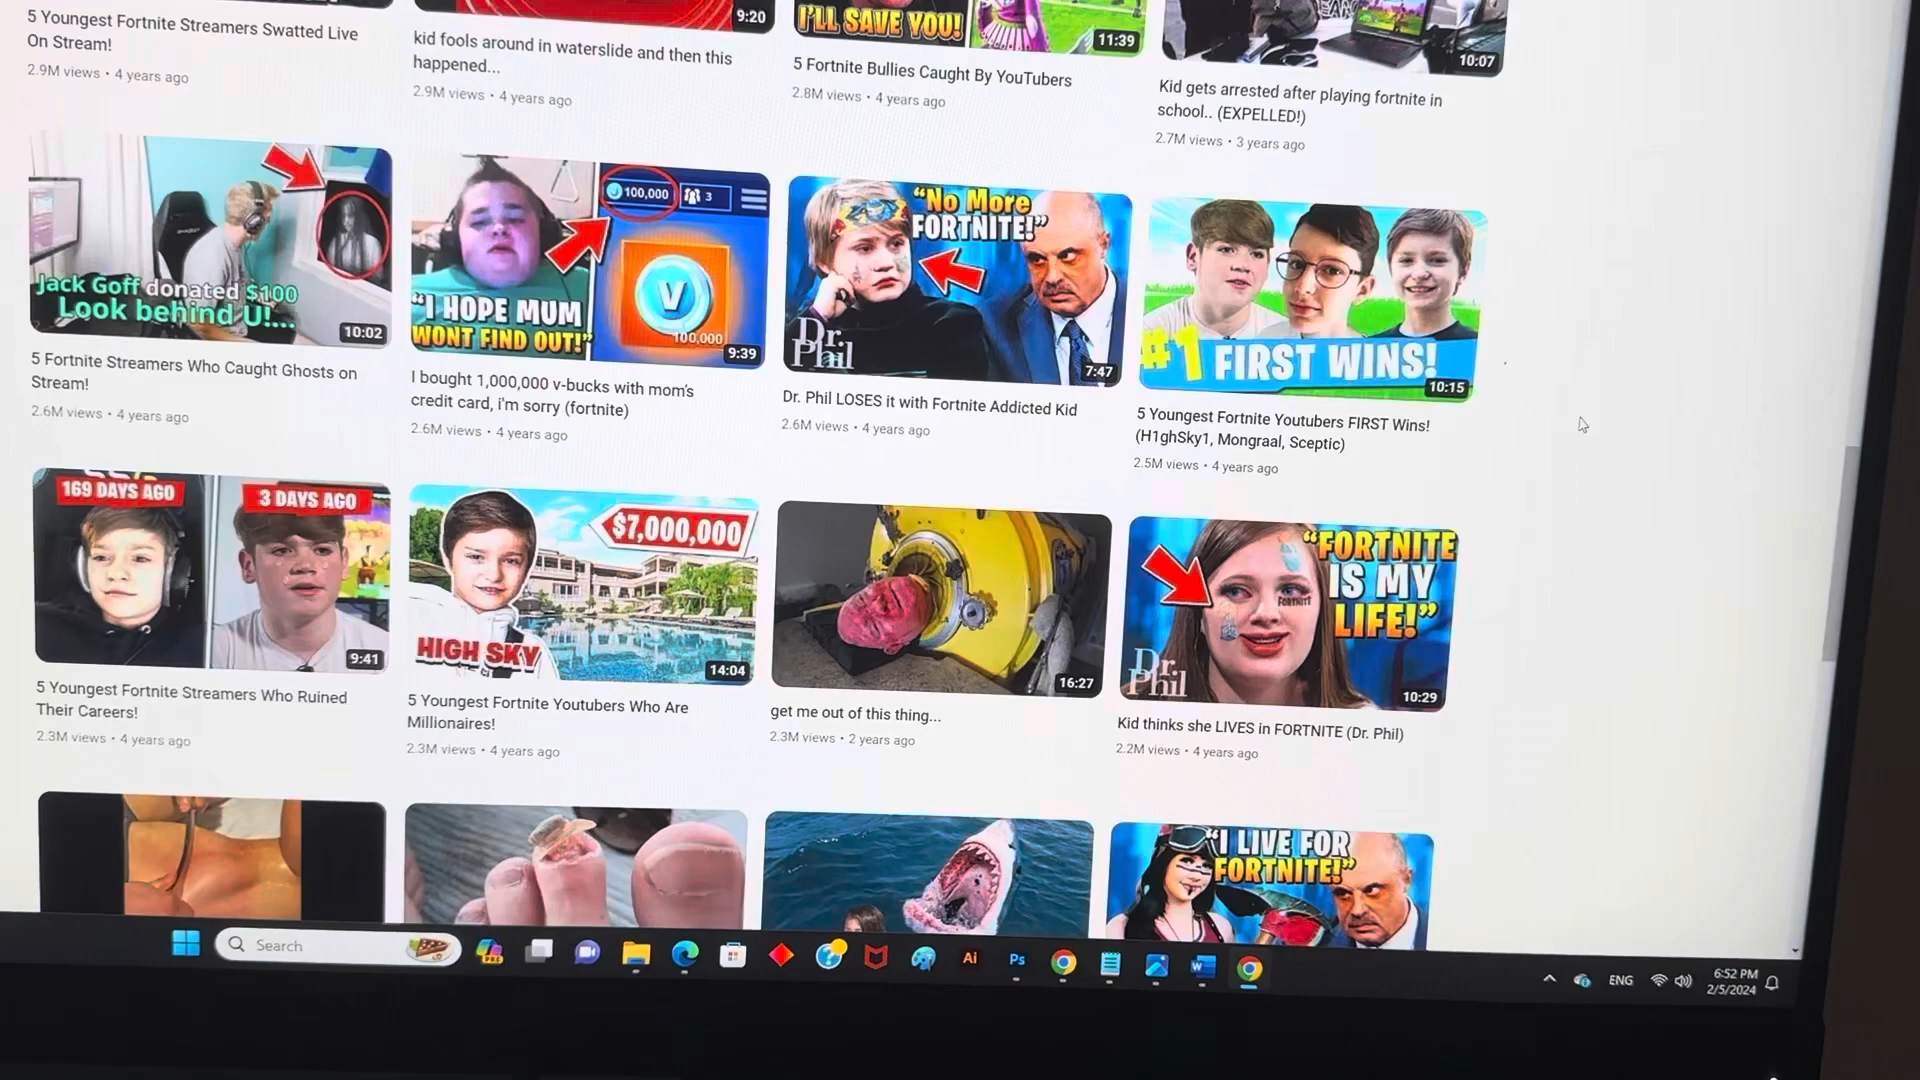 9:20
I'LL SAVE YOU!
11:39
10:07
5 Youngest Fortnite Streamers Swatted Live
On Stream!
2.9M views • 4 years ago
kid fools around in waterslide and then this
happened...
2.9M views • 4 years ago
5 Fortnite Bullies Caught By YouTubers
2.8M views • 4 years ago
Kid gets arrested after playing fortnite in
school.. (EXPELLED!)
2.7M views • 3 years ago
Jack Goff donated $100
Look behind U!...
10:02
100,000
3
"I HOPE MUM
WONT FIND OUT!"
V
100,000
9:39
"No More
FORTNITE!"
Dr.
Phil
7:47
#1 FIRST WINS!
10:15
5 Fortnite Streamers Who Caught Ghosts on
Stream!
2.6M views • 4 years ago
I bought 1,000,000 v-bucks with mom's
credit card, i'm sorry (fortnite)
2.6M views • 4 years ago
Dr. Phil LOSES it with Fortnite Addicted Kid
2.6M views • 4 years ago
5 Youngest Fortnite Youtubers FIRST Wins!
(H1ghSky1, Mongraal, Sceptic)
2.5M views • 4 years ago
169 DAYS AGO
3 DAYS AGO
9:41
$7,000,000
HIGH SKY
14:04
16:27
"FORTNITE
IS MY
LIFE!"
FORTNITE
Dr.
Phil
10:29
5 Youngest Fortnite Streamers Who Ruined
Their Careers!
2.3M views • 4 years ago
5 Youngest Fortnite Youtubers Who Are
Millionaires!
2.3M views • 4 years ago
get me out of this thing...
2.3M views • 2 years ago
Kid thinks she LIVES in FORTNITE (Dr. Phil)
2.2M views • 4 years ago
"I LIVE FOR
FORTNITE!"
Search
PRE
Ai
Ps
W
ENG
6:52 PM
2/5/2024